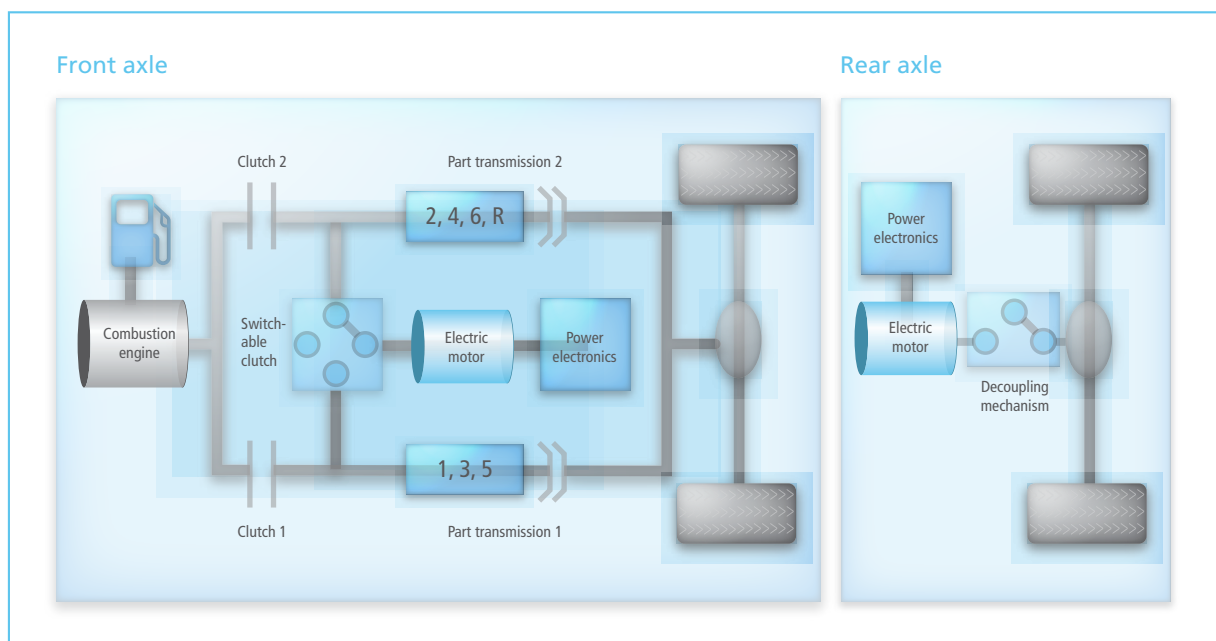 Front axle
Rear axle
Clutch 2
Part transmission 2
2, 4, 6, R
Power
electronics
Combustion
engine
Switch-
able
clutch
Electric
motor
Power
electronics
Electric
motor
Decoupling
mechanism
1, 3, 5
Clutch 1
Part transmission 1